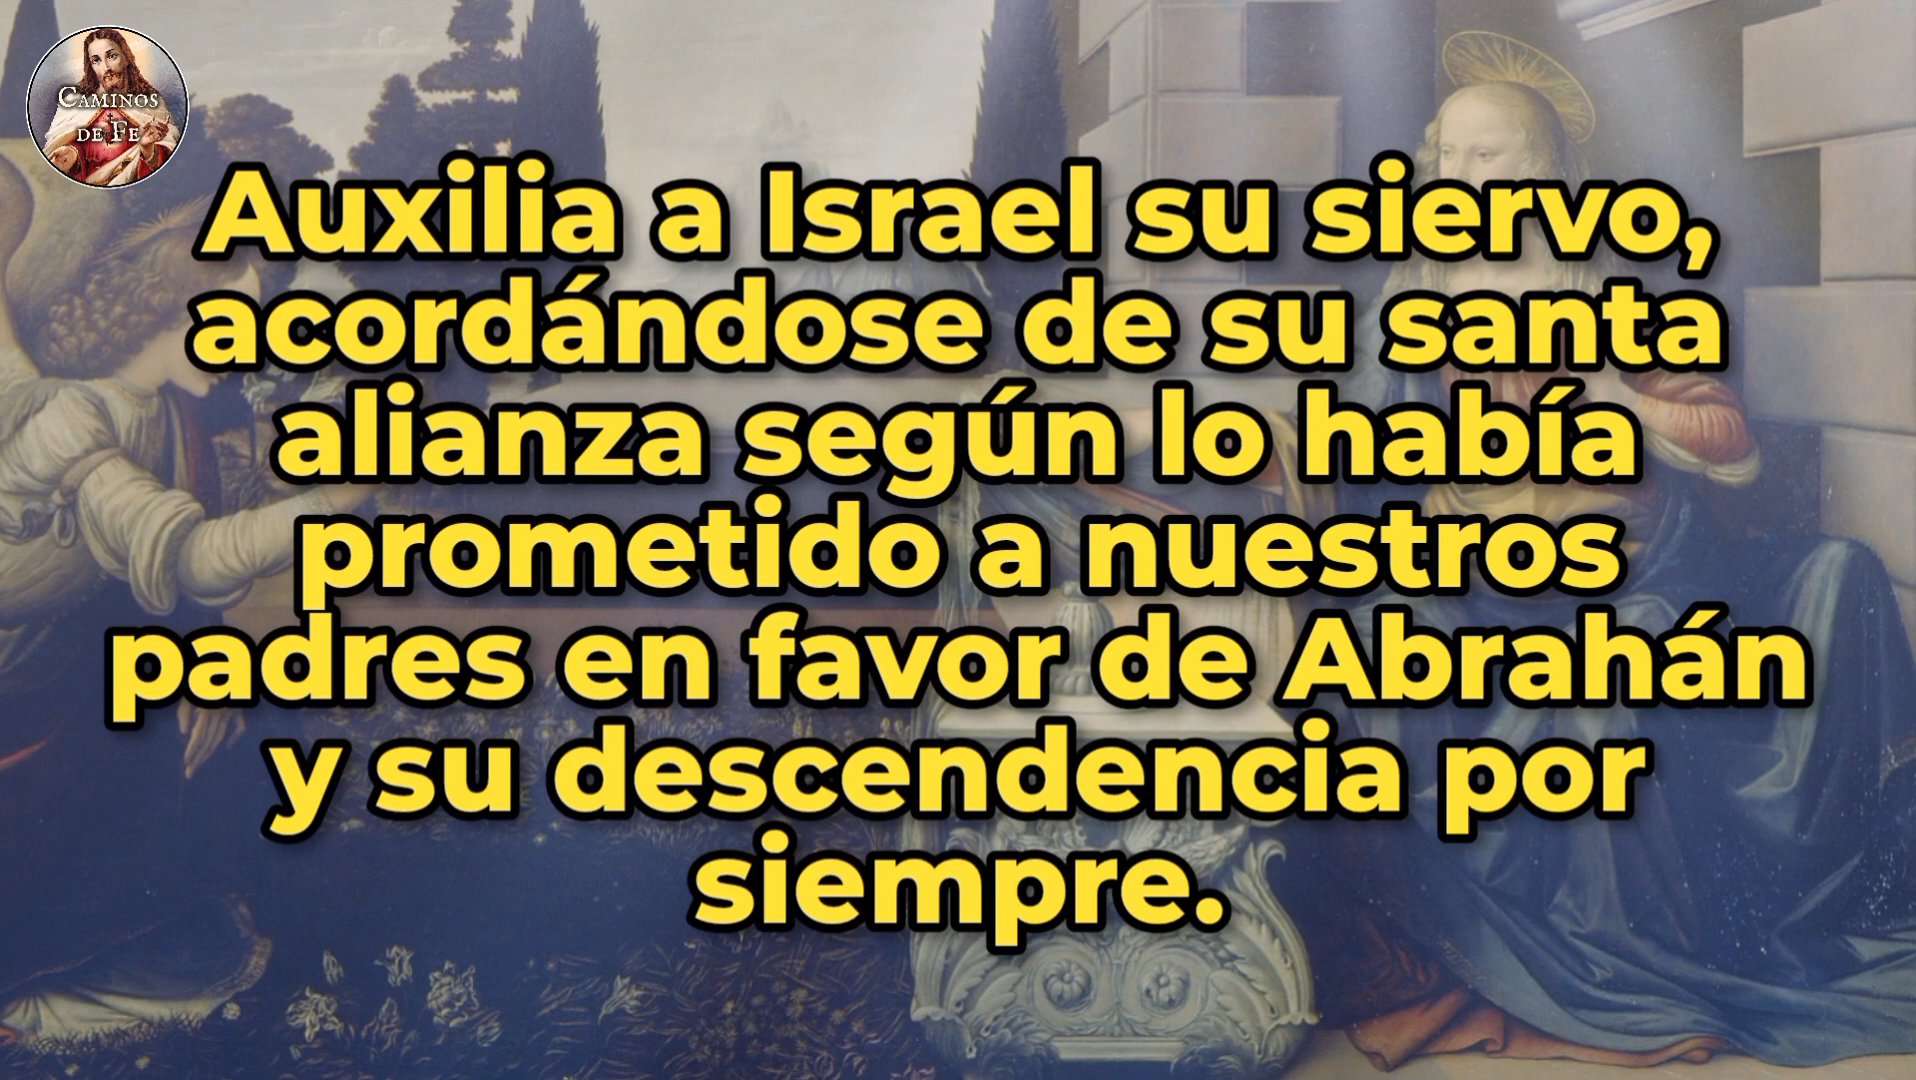 CAMINOS
DE FE
Auxilia a Israel su siervo,
acordándose de su santa
alianza según lo había
prometido a nuestros
padres en favor de Abrahán
y su descendencia por
siempre.